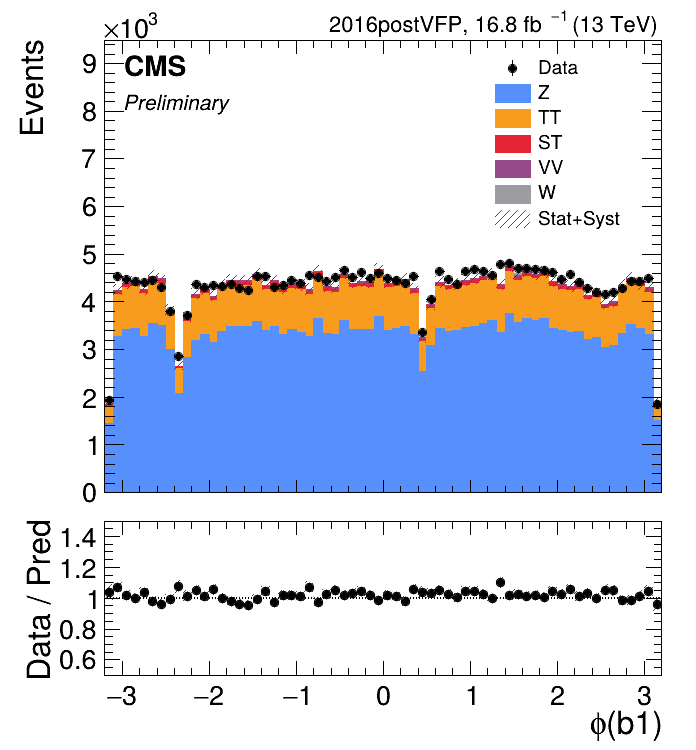 ×10³
2016postVFP, 16.8 fb⁻¹ (13 TeV)
Events
CMS
Preliminary
Data
Z
TT
ST
VV
W
Stat+Syst
9
8
7
6
5
4
3
2
1
0
Data / Pred
1.4
1.2
1
0.8
0.6
−3 −2 −1 0 1 2 3
ϕ(b1)